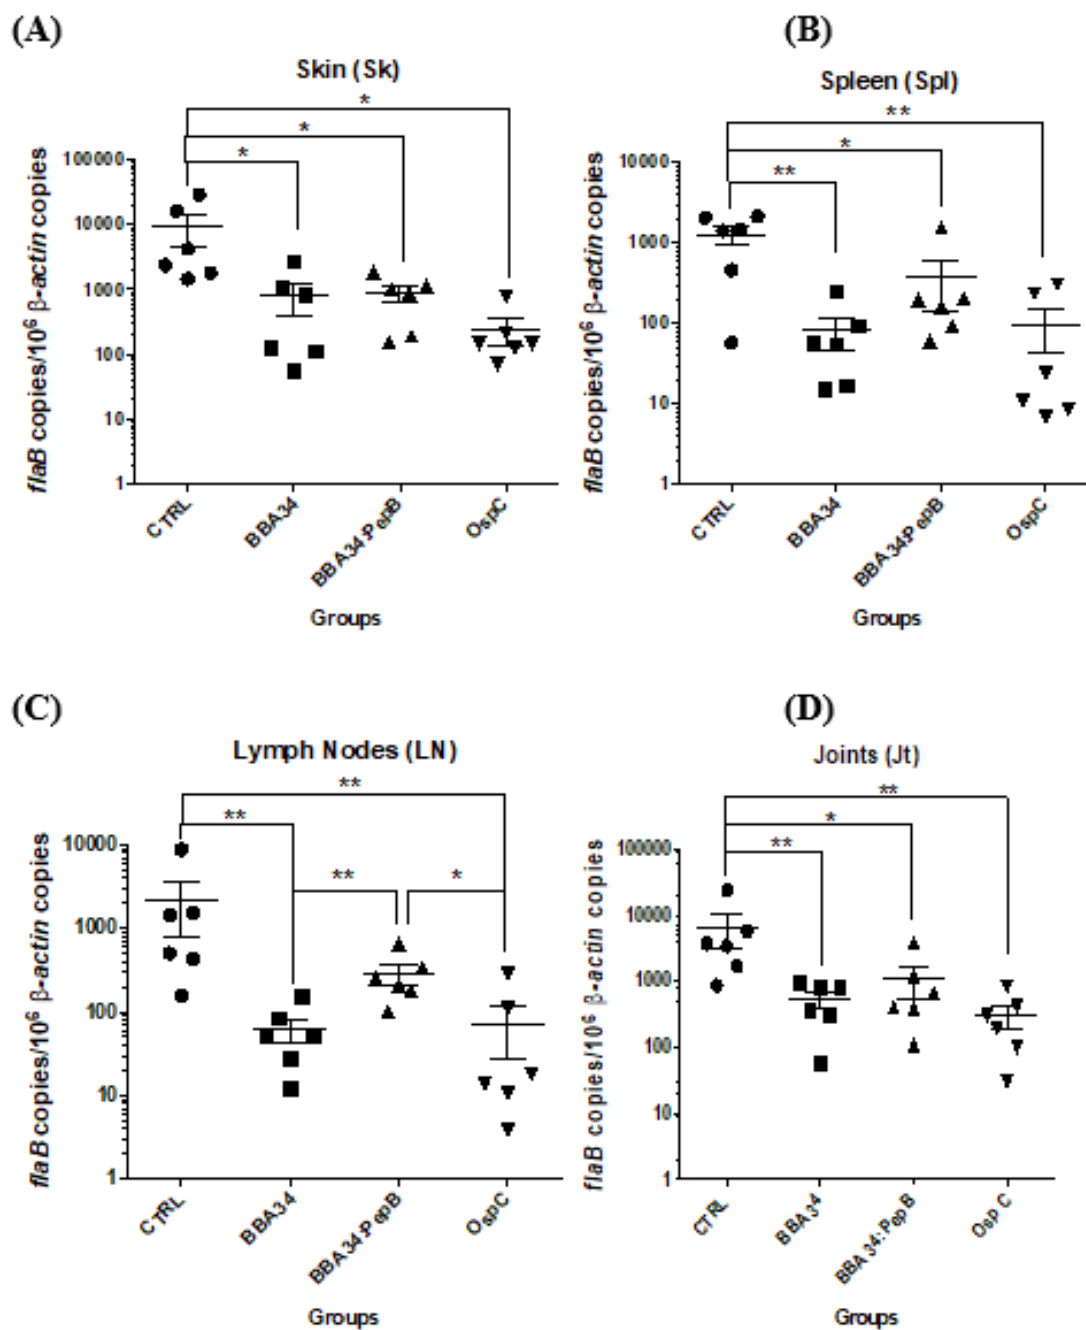 (A)
Skin (Sk)
*
*
*
flaB copies/10⁶ β-actin copies
100000
10000
1000
100
10
1
CTRL
BBA34
BBA34:PepB
OspC
Groups
(B)
Spleen (Spl)
**
*
**
flaB copies/10⁶ β-actin copies
10000
1000
100
10
1
CTRL
BBA34
BBA34:PepB
OspC
Groups
(C)
Lymph Nodes (LN)
**
**
**
*
flaB copies/10⁶ β-actin copies
10000
1000
100
10
1
CTRL
BBA34
BBA34:PepB
OspC
Groups
(D)
Joints (Jt)
**
*
**
flaB copies/10⁶ β-actin copies
100000
10000
1000
100
10
1
CTRL
BBA34
BBA34::PepB
OspC
Groups